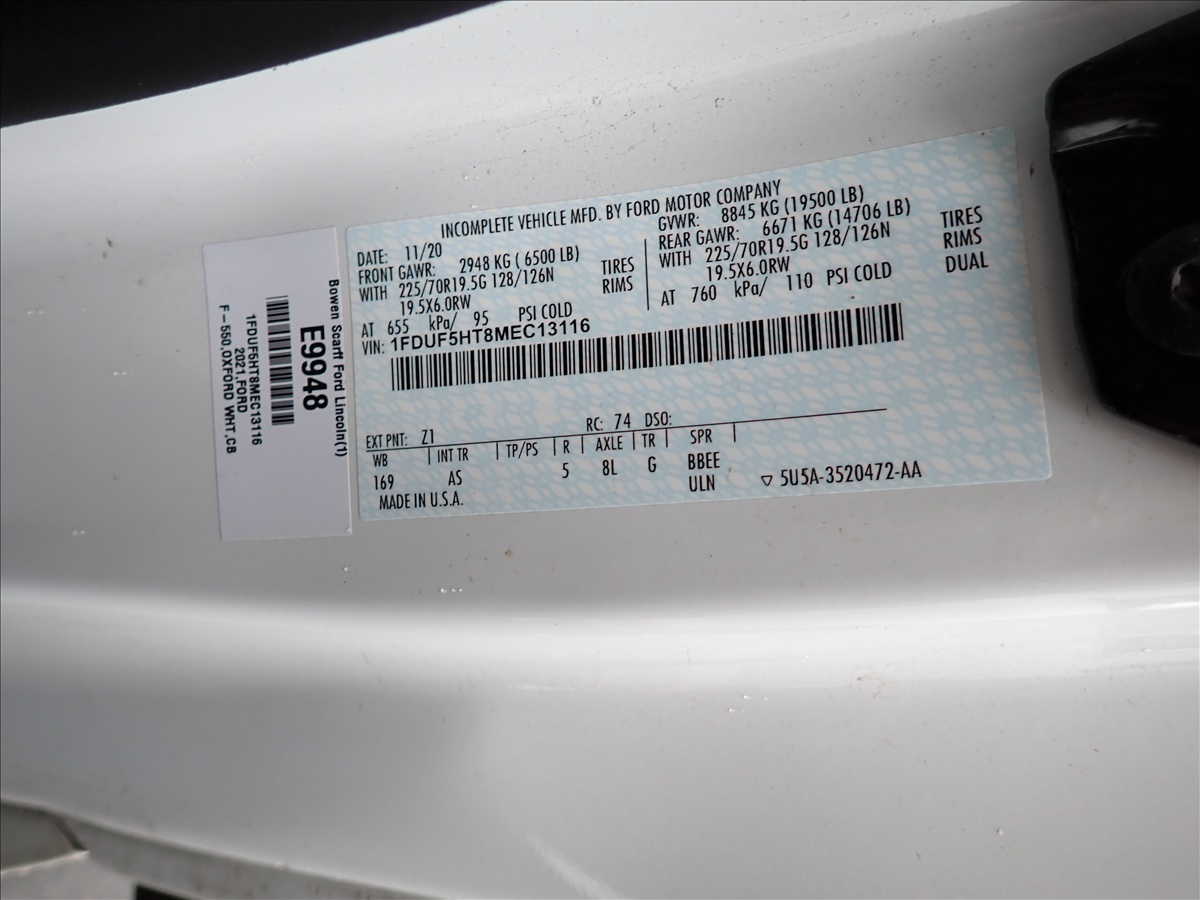 Bowen Scarff Ford Lincoln(1)
E9948
1FDUF5HT8MEC13116
2021,FORD
F-550,OXFORD WHT,CB
INCOMPLETE VEHICLE MFD. BY FORD MOTOR COMPANY
DATE: 11/20
FRONT GAWR: 2948 KG ( 6500 LB)
WITH 225/70R19.5G 128/126N TIRES
19.5X6.0RW RIMS
AT 655 kPa/ 95 PSI COLD
GVWR: 8845 KG (19500 LB)
REAR GAWR: 6671 KG (14706 LB)
WITH 225/70R19.5G 128/126N TIRES
19.5X6.0RW RIMS
AT 760 kPa/ 110 PSI COLD DUAL
VIN: 1FDUF5HT8MEC13116
EXT PNT: Z1 RC: 74 DSO:
WB INT TR TP/PS R AXLE TR SPR
169 AS 5 8L G BBEE
MADE IN U.S.A. ULN ▽ 5U5A-3520472-AA